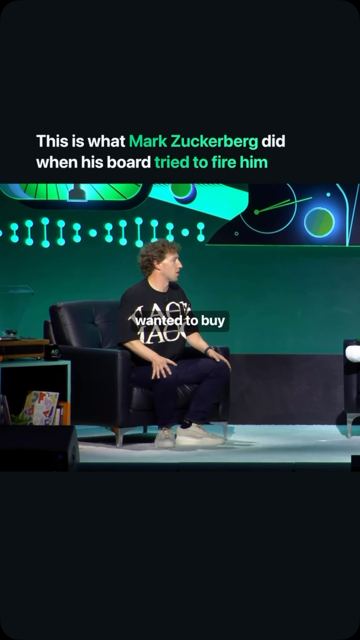 This is what Mark Zuckerberg did
when his board tried to fire him
wanted to buy